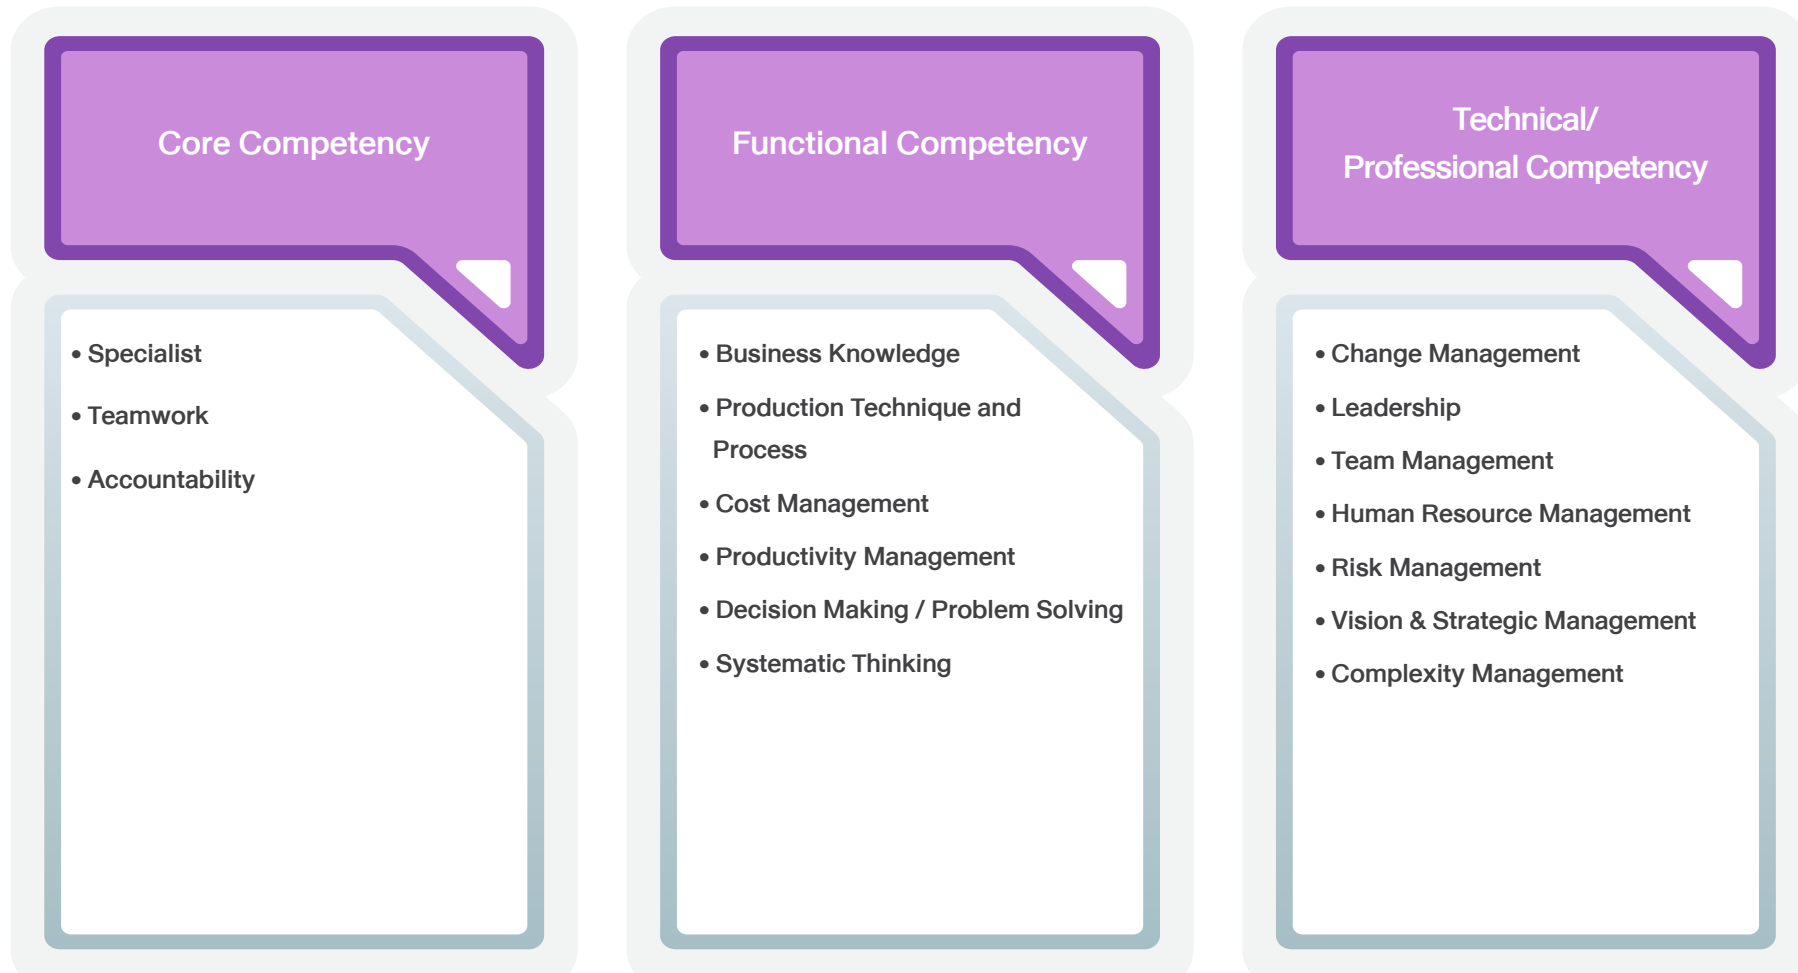 Core Competency
• Specialist
• Teamwork
• Accountability
Functional Competency
• Business Knowledge
• Production Technique and
Process
• Cost Management
• Productivity Management
• Decision Making / Problem Solving
• Systematic Thinking
Technical/
Professional Competency
• Change Management
• Leadership
• Team Management
• Human Resource Management
• Risk Management
• Vision & Strategic Management
• Complexity Management